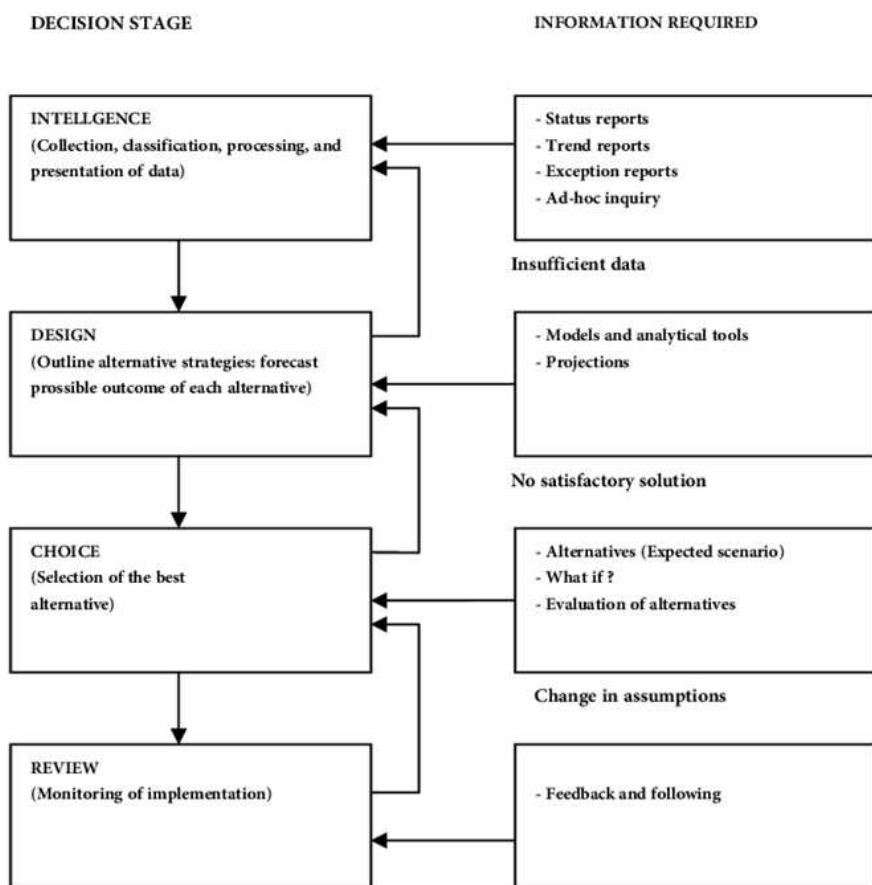 DECISION STAGE
INFORMATION REQUIRED
INTELLGENCE
(Collection, classification, processing, and
presentation of data)
- Status reports
- Trend reports
- Exception reports
- Ad-hoc inquiry
Insufficient data
DESIGN
(Outline alternative strategies: forecast
prossible outcome of each alternative)
- Models and analytical tools
- Projections
No satisfactory solution
CHOICE
(Selection of the best
alternative)
- Alternatives (Expected scenario)
- What if ?
- Evaluation of alternatives
Change in assumptions
REVIEW
(Monitoring of implementation)
- Feedback and following